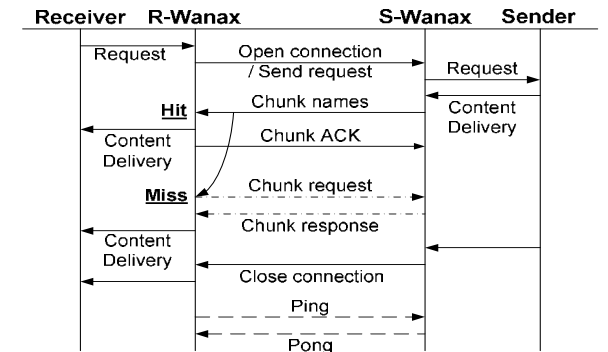 Receiver R-Wanax S-Wanax Sender
Request
Open connection
/ Send request
Request
Chunk names
Hit
Content
Delivery
Content
Delivery
Chunk ACK
Chunk request
Miss
Chunk response
Content
Delivery
Close connection
Ping
Pong